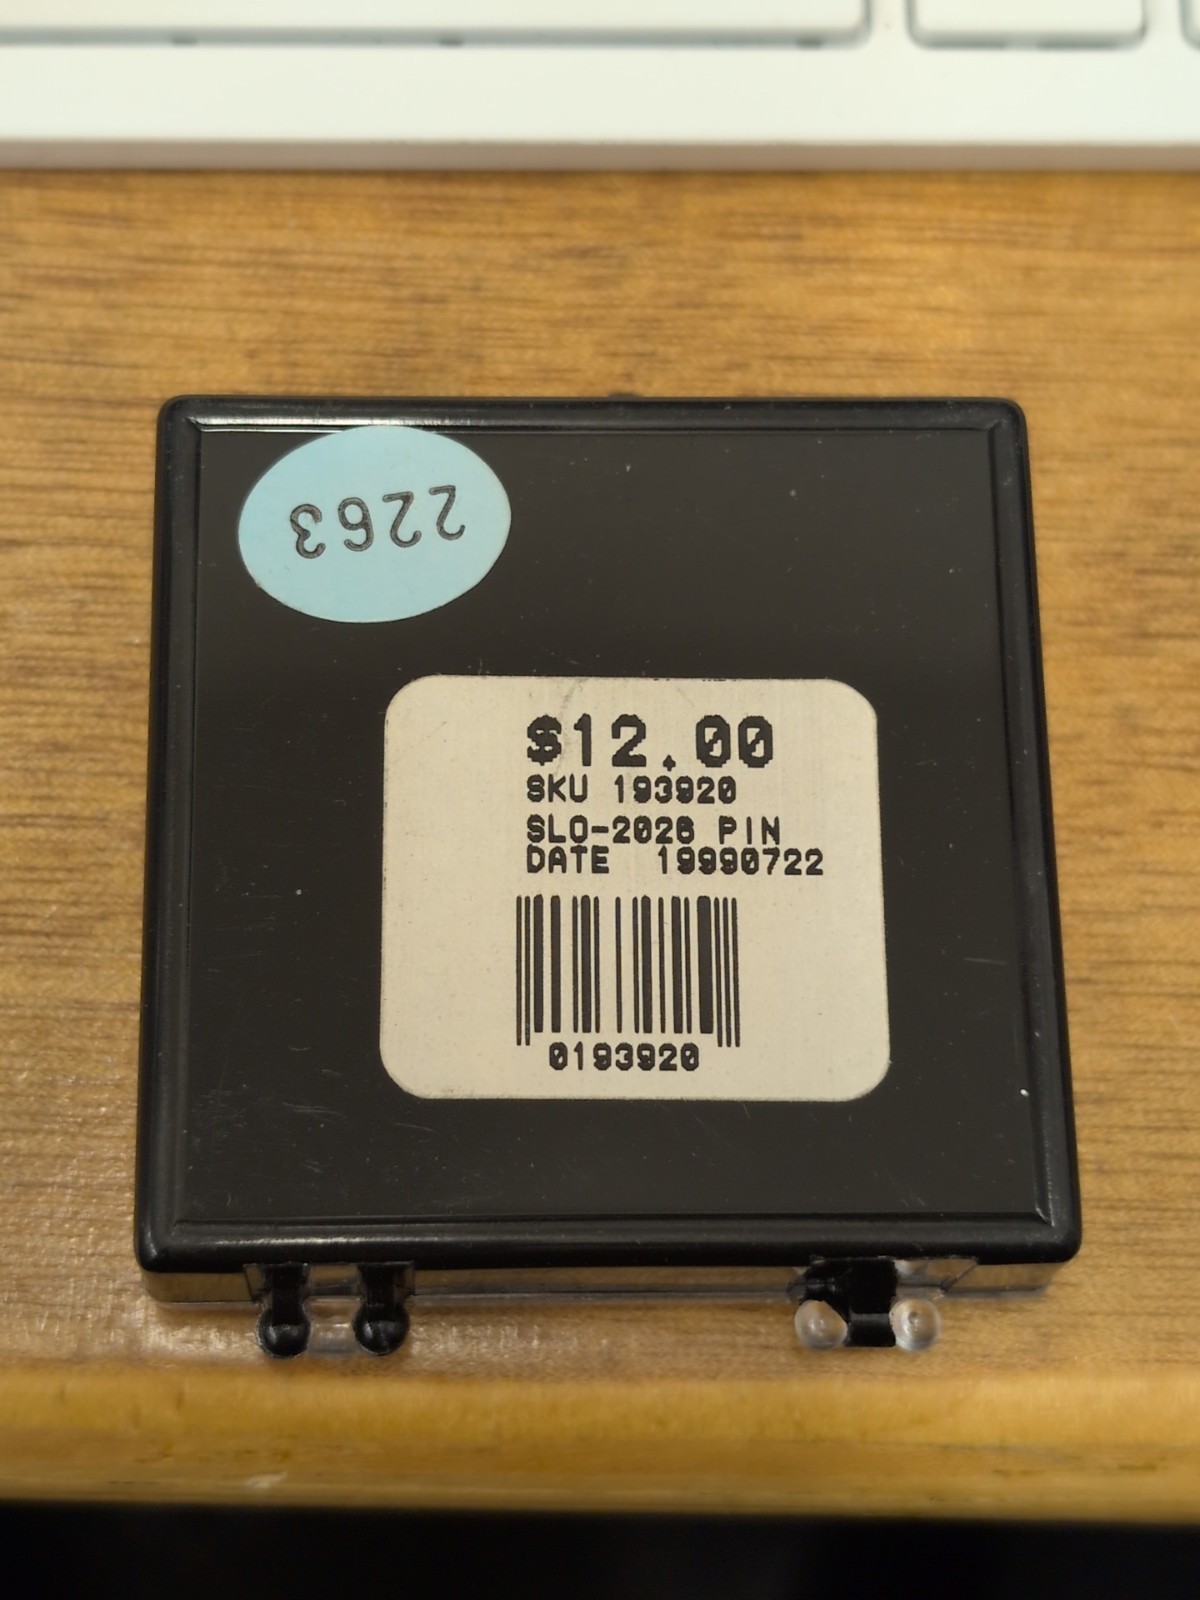 2263
$12.00
SKU 193920
SLO-2026 PIN
DATE 19990722
0193920